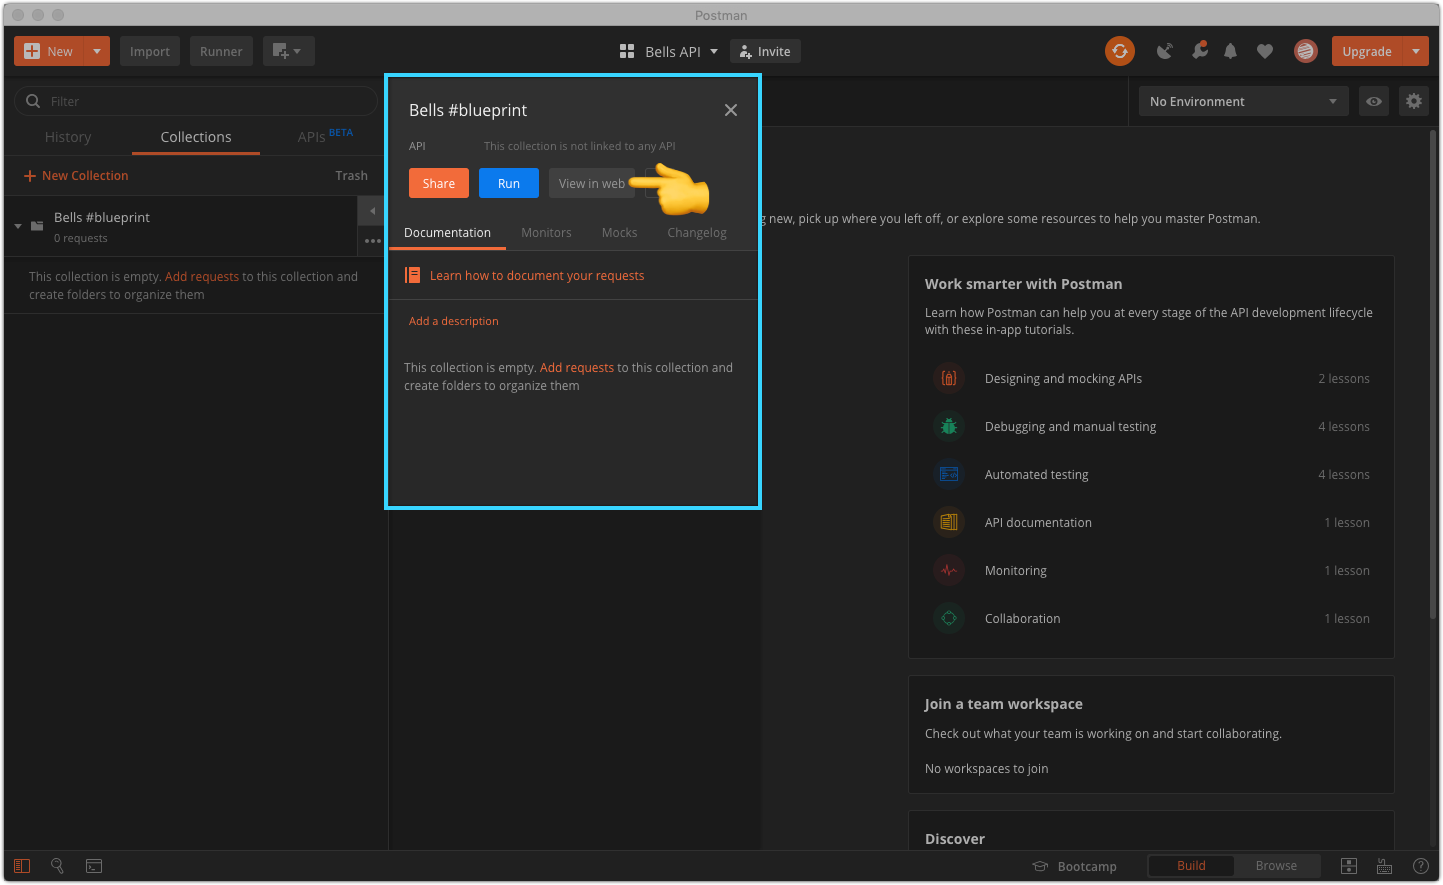 Postman
New
Import
Runner
Bells API
Invite
Upgrade
Filter
History
Collections
APIs BETA
New Collection
Trash
Bells #blueprint
0 requests
This collection is empty. Add requests to this collection and
create folders to organize them
Bells #blueprint
API
This collection is not linked to any API
Share
Run
View in web
Documentation
Monitors
Mocks
Changelog
Learn how to document your requests
Add a description
This collection is empty. Add requests to this collection and
create folders to organize them
No Environment
new, pick up where you left off, or explore some resources to help you master Postman.
Work smarter with Postman
Learn how Postman can help you at every stage of the API development lifecycle
with these in-app tutorials.
Designing and mocking APIs
2 lessons
Debugging and manual testing
4 lessons
Automated testing
4 lessons
API documentation
1 lesson
Monitoring
1 lesson
Collaboration
1 lesson
Join a team workspace
Check out what your team is working on and start collaborating.
No workspaces to join
Discover
Bootcamp
Build
Browse